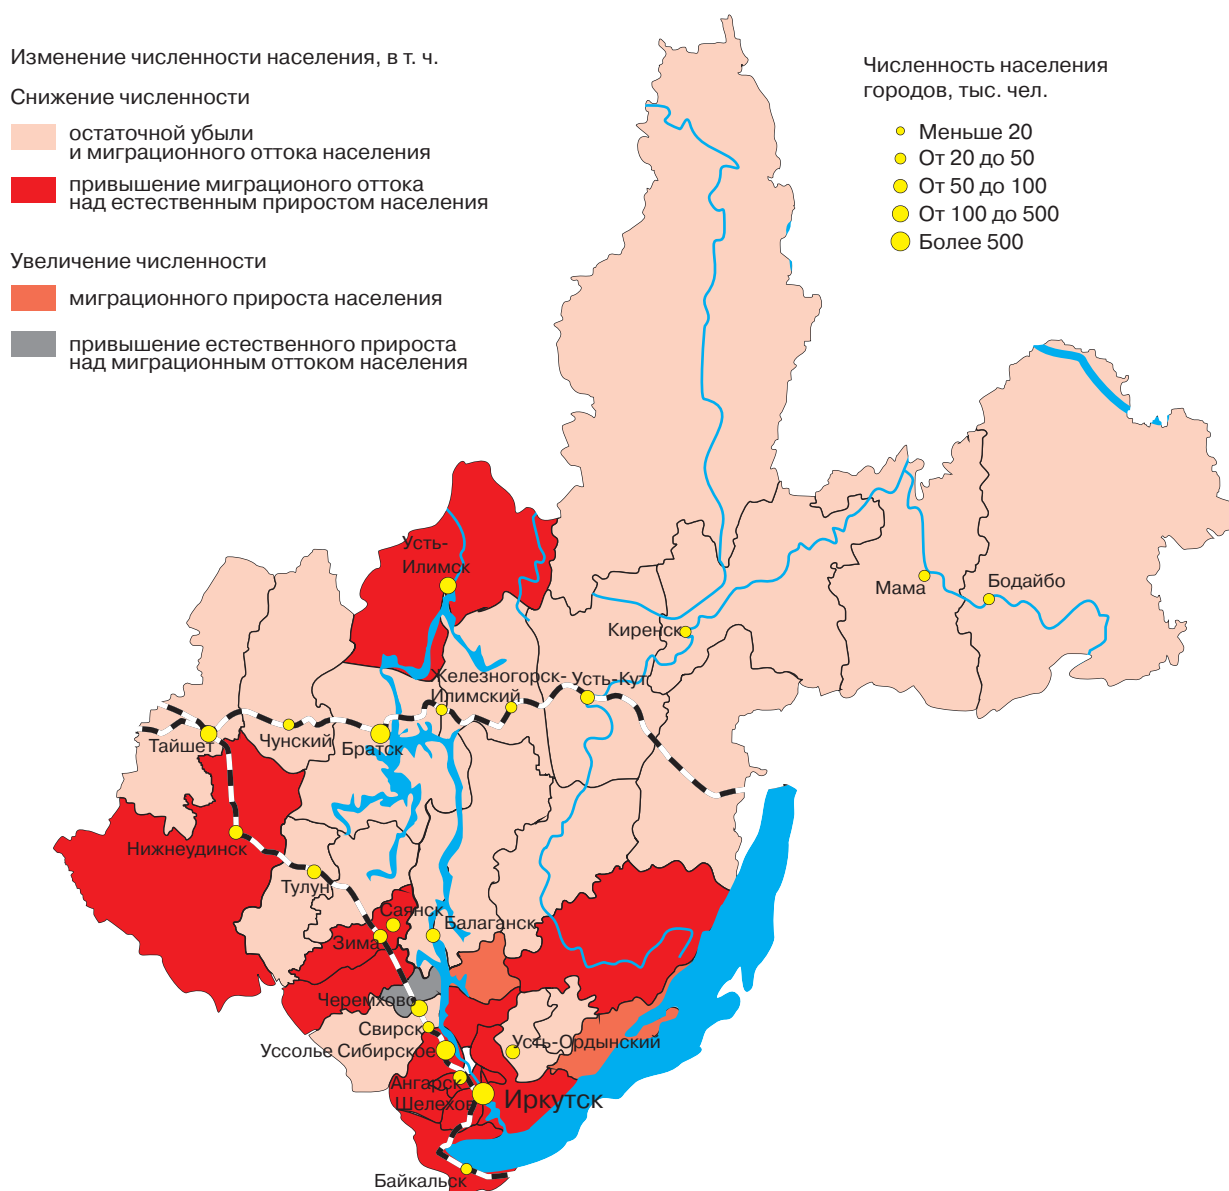 Изменение численности населения, в т. ч.
Снижение численности
остаточной убыли
и миграционного оттока населения
привышение миграционого оттока
над естественным приростом населения
Увеличение численности
миграционного прироста населения
привышение естественного прироста
над миграционным оттоком населения
Численность населения
городов, тыс. чел.
Меньше 20
От 20 до 50
От 50 до 100
От 100 до 500
Более 500
Усть-
Илимск
Мама
Бодайбо
Киренск
Железногорск-
Илимский
Усть-Кут
Тайшет
Чунский
Братск
Нижнеудинск
Тулун
Саянск
Балаганск
Зима
Черемхово
Свирск
Уссолье Сибирское
Усть-Ордынский
Ангарск
Шелехов
Иркутск
Байкальск